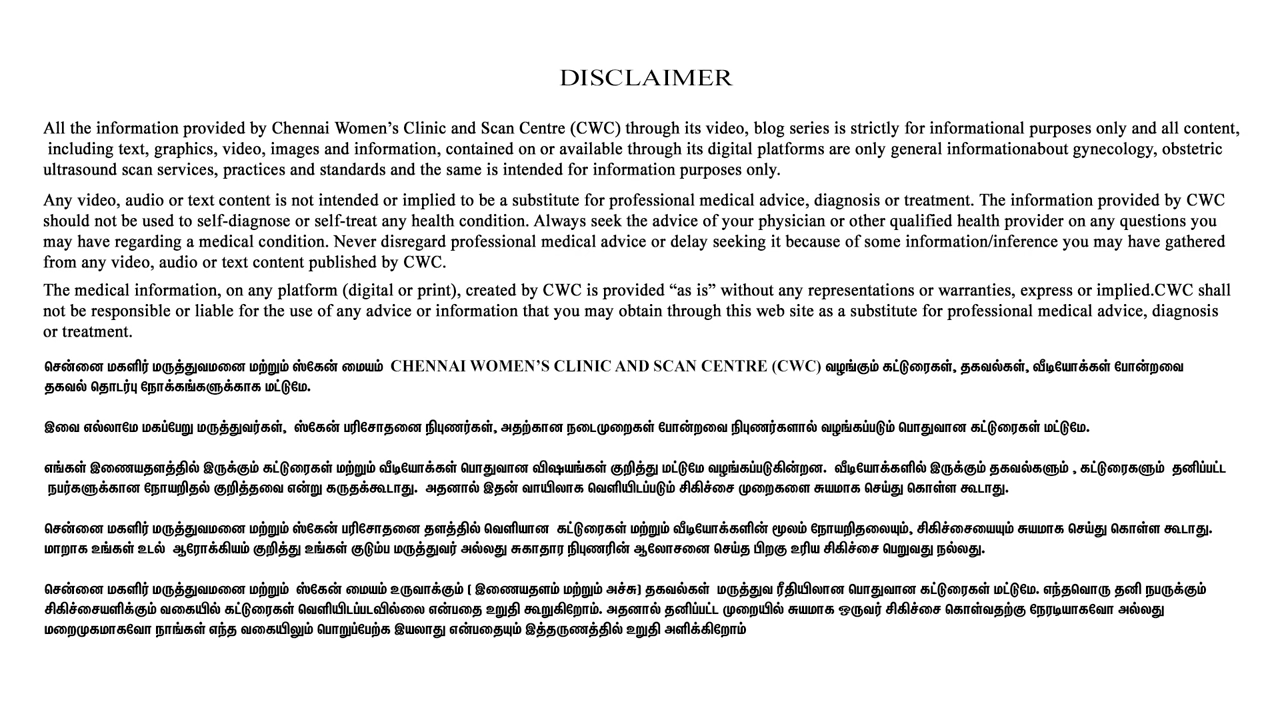 DISCLAIMER
All the information provided by Chennai Women’s Clinic and Scan Centre (CWC) through its video, blog series is strictly for informational purposes only and all content,
including text, graphics, video, images and information, contained on or available through its digital platforms are only general informationabout gynecology, obstetric
ultrasound scan services, practices and standards and the same is intended for information purposes only.
Any video, audio or text content is not intended or implied to be a substitute for professional medical advice, diagnosis or treatment. The information provided by CWC
should not be used to self-diagnose or self-treat any health condition. Always seek the advice of your physician or other qualified health provider on any questions you
may have regarding a medical condition. Never disregard professional medical advice or delay seeking it because of some information/inference you may have gathered
from any video, audio or text content published by CWC.
The medical information, on any platform (digital or print), created by CWC is provided “as is” without any representations or warranties, express or implied.CWC shall
not be responsible or liable for the use of any advice or information that you may obtain through this web site as a substitute for professional medical advice, diagnosis
or treatment.
சென்னை மகளிர் மருத்துவமனை மற்றும் ஸ்கேன் மையம் CHENNAI WOMEN’S CLINIC AND SCAN CENTRE (CWC) வழங்கும் கட்டுரைகள், தகவல்கள், வீடியோக்கள் போன்றவை
தகவல் தொடர்பு நோக்கங்களுக்காக மட்டுமே.
இவை எல்லாமே மகப்பேறு மருத்துவர்கள், ஸ்கேன் பரிசோதனை நிபுணர்கள், அதற்கான நடைமுறைகள் போன்றவை நிபுணர்களால் வழங்கப்படும் பொதுவான கட்டுரைகள் மட்டுமே.
எங்கள் இணையதளத்தில் இருக்கும் கட்டுரைகள் மற்றும் வீடியோக்கள் பொதுவான விஷயங்கள் குறித்து மட்டுமே வழங்கப்படுகின்றன. வீடியோக்களில் இருக்கும் தகவல்களும் , கட்டுரைகளும் தனிப்பட்ட
நபர்களுக்கான நோயறிதல் குறித்தவை என்று கருதக்கூடாது. அதனால் இதன் வாயிலாக வெளியிடப்படும் சிகிச்சை முறைகளை சுயமாக செய்து கொள்ள கூடாது.
சென்னை மகளிர் மருத்துவமனை மற்றும் ஸ்கேன் பரிசோதனை தளத்தில் வெளியான கட்டுரைகள் மற்றும் வீடியோக்களின் மூலம் நோயறிதலையும், சிகிச்சையையும் சுயமாக செய்து கொள்ள கூடாது.
மாறாக உங்கள் உடல் ஆரோக்கியம் குறித்து உங்கள் குடும்ப மருத்துவர் அல்லது சுகாதார நிபுணரின் ஆலோசனை செய்த பிறகு உரிய சிகிச்சை பெறுவது நல்லது.
சென்னை மகளிர் மருத்துவமனை மற்றும் ஸ்கேன் மையம் உருவாக்கும் ( இணையதளம் மற்றும் அச்சு) தகவல்கள் மருத்துவ ரீதியிலான பொதுவான கட்டுரைகள் மட்டுமே. எந்தவொரு தனி நபருக்கும்
சிகிச்சையளிக்கும் வகையில் கட்டுரைகள் வெளியிடப்படவில்லை என்பதை உறுதி கூறுகிறோம். அதனால் தனிப்பட்ட முறையில் சுயமாக ஒருவர் சிகிச்சை கொள்வதற்கு நேரடியாகவோ அல்லது
மறைமுகமாகவோ நாங்கள் எந்த வகையிலும் பொறுப்பேற்க இயலாது என்பதையும் இத்தருணத்தில் உறுதி அளிக்கிறோம்